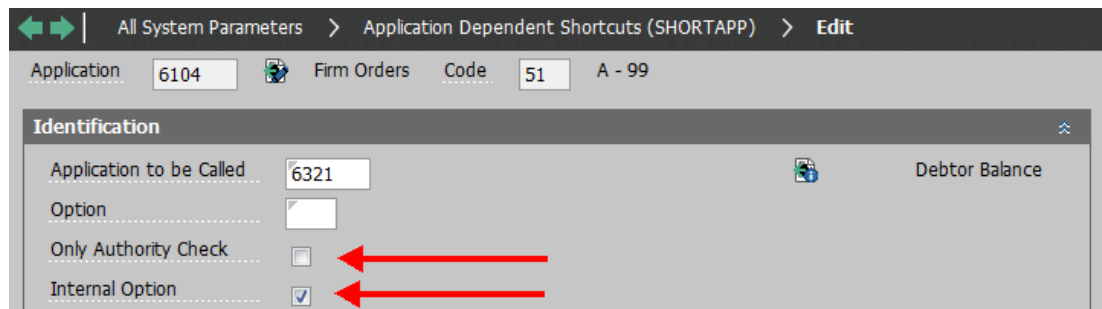 All System Parameters > Application Dependent Shortcuts (SHORTAPP) > Edit
Application 6104 Firm Orders Code 51 A - 99
Identification
Application to be Called 6321 Debtor Balance
Option
Only Authority Check
Internal Option